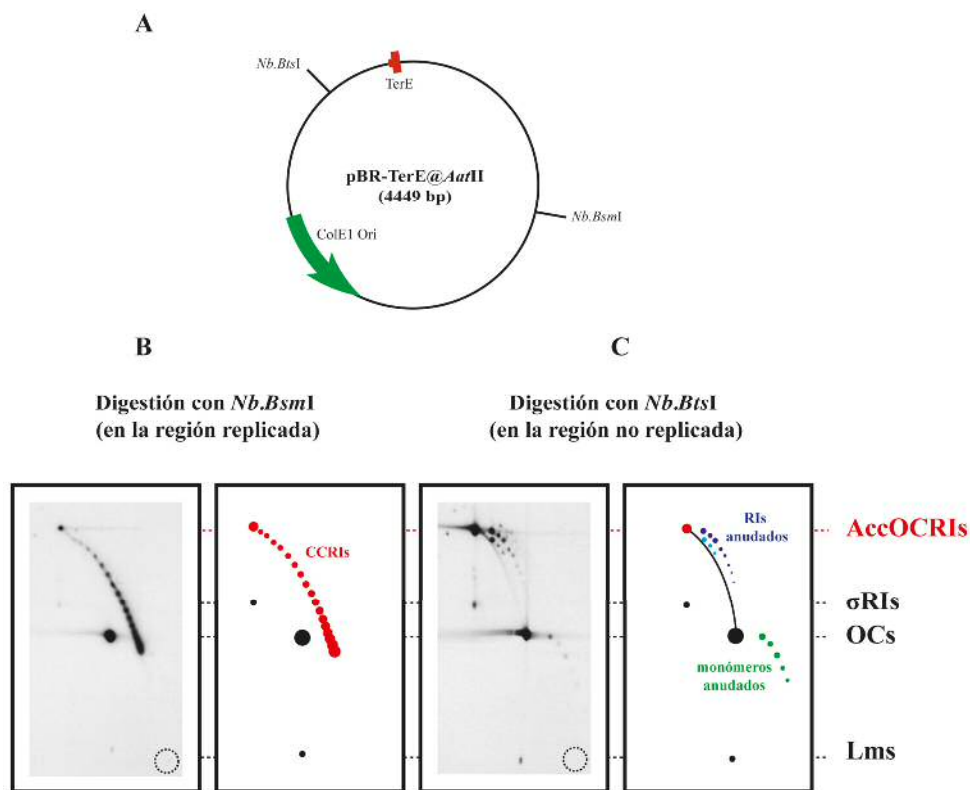 A
Nb.BtsI
TerE
pBR-TerE@AatII
(4449 bp)
Nb.BsmI
ColE1 Ori
B
C
Digestión con Nb.BsmI
(en la región replicada)
Digestión con Nb.BtsI
(en la región no replicada)
CCRIs
RIs
anudados
AccOCRIs
σRIs
OCs
monómeros
anudados
Lms